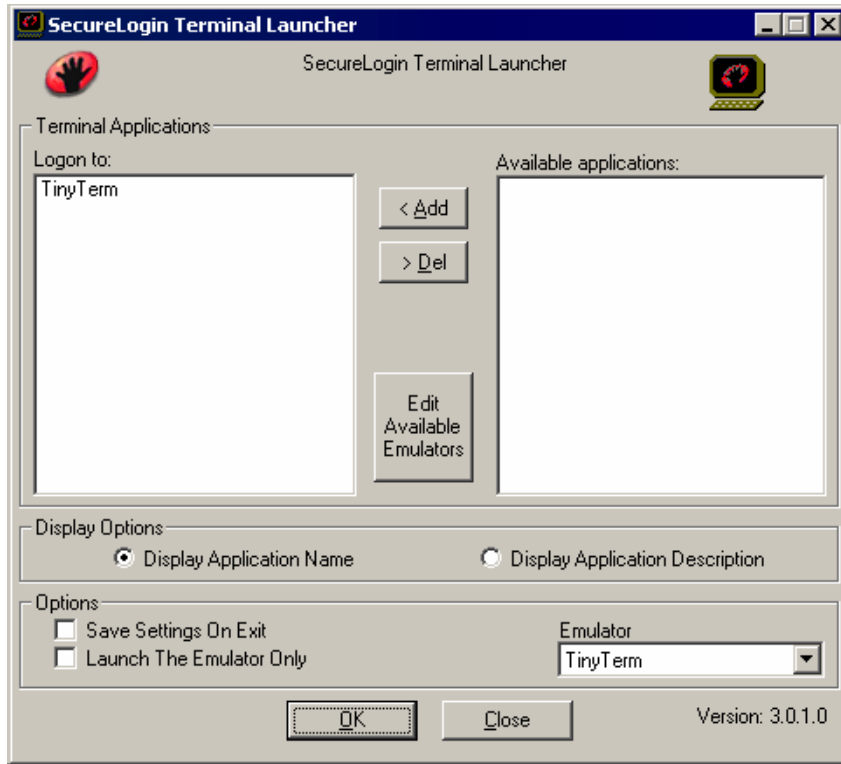 SecureLogin Terminal Launcher
SecureLogin Terminal Launcher
Terminal Applications
Logon to:
Available applications:
TinyTerm
< Add
> Del
Edit
Available
Emulators
Display Options
Display Application Name
Display Application Description
Options
Save Settings On Exit
Launch The Emulator Only
Emulator
TinyTerm
OK
Close
Version: 3.0.1.0